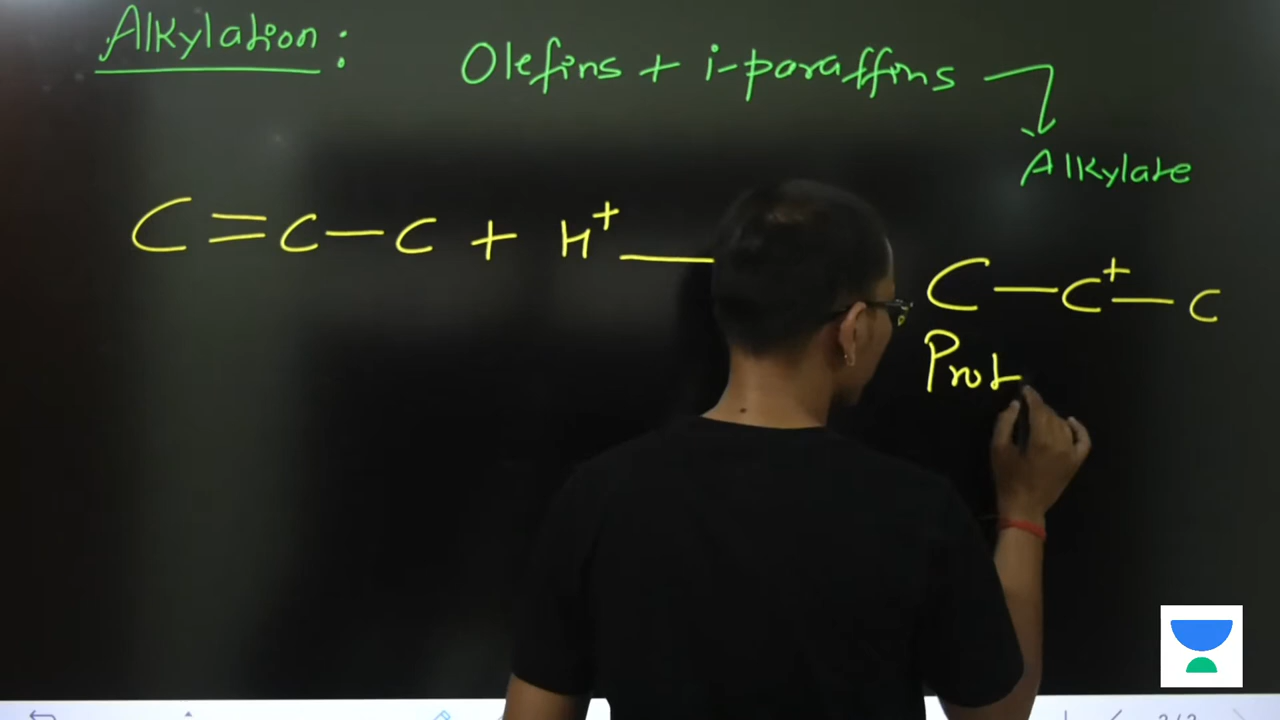 Alkylation :
Olefins + i-paraffins
Alkylate
C = C - C + H+
C - C+ - C
Prot